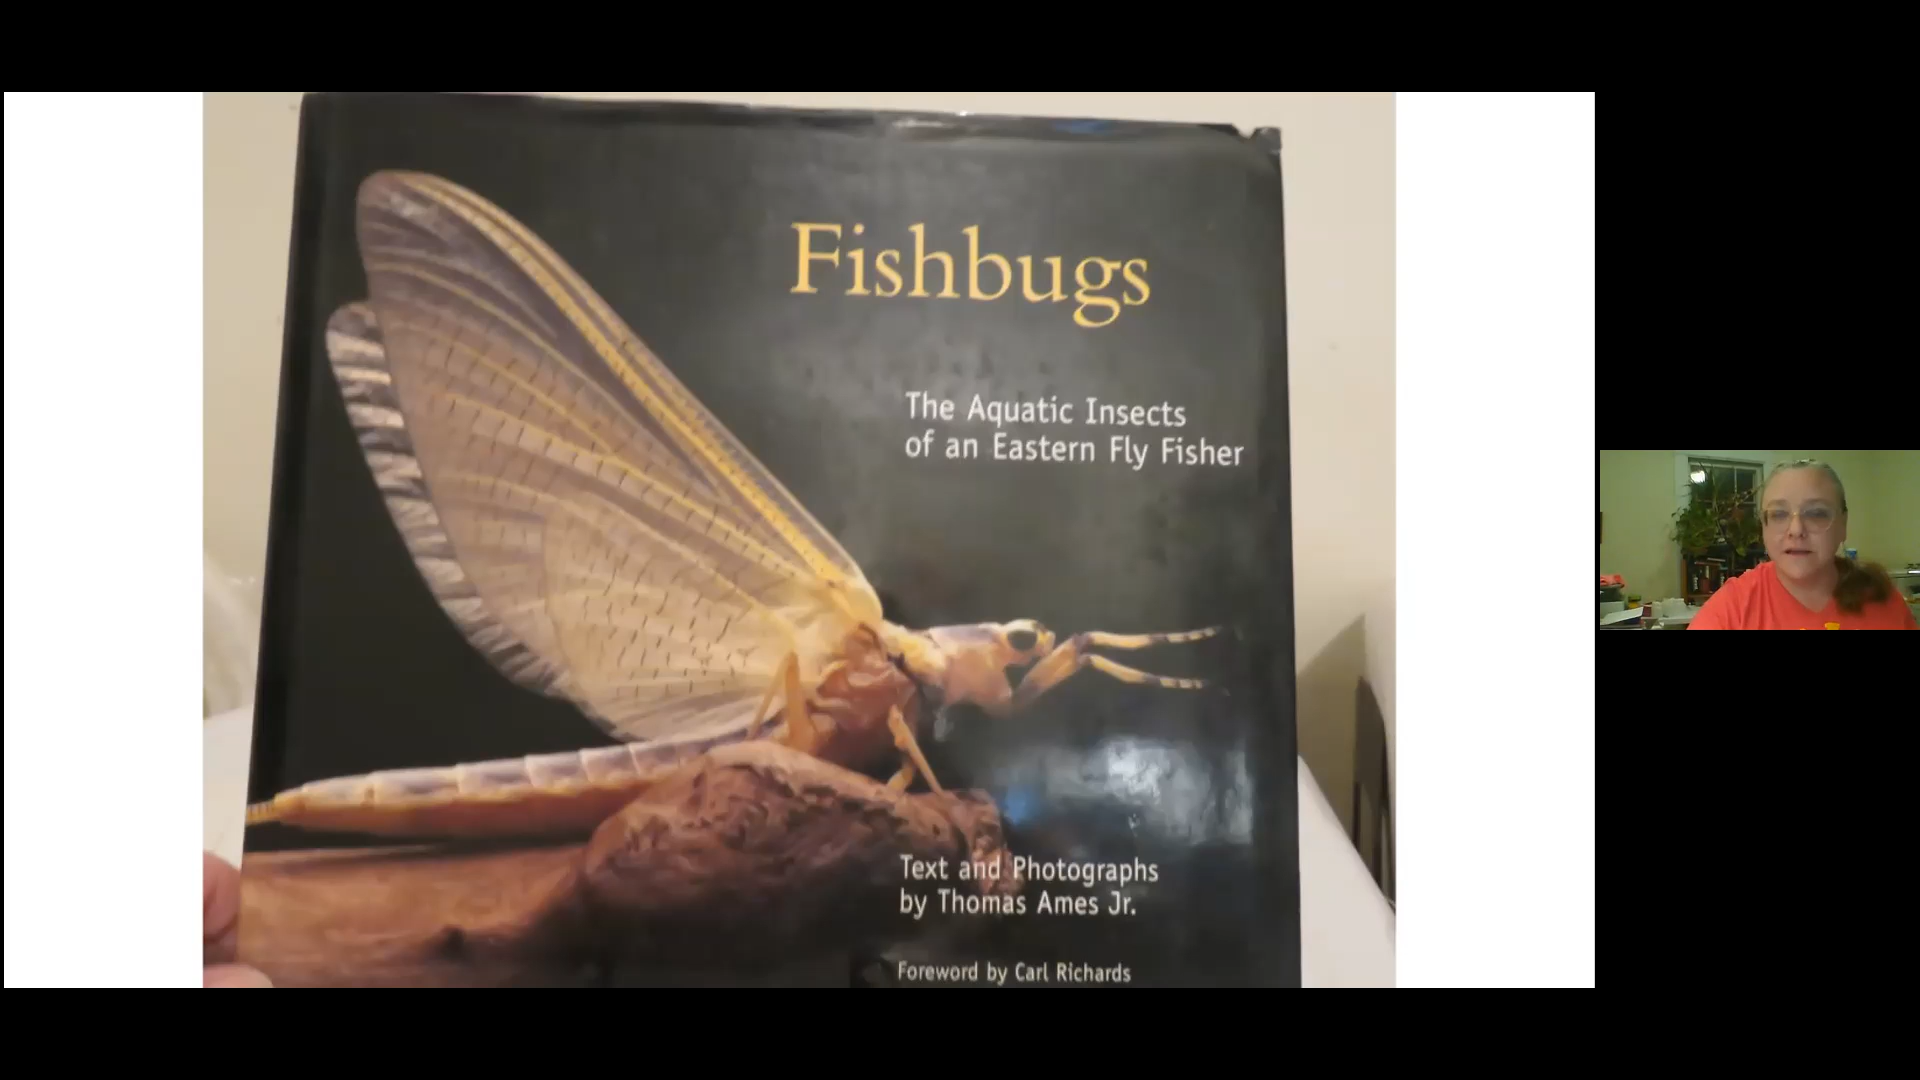 Fishbugs
The Aquatic Insects
of an Eastern Fly Fisher
Text and Photographs
by Thomas Ames Jr.
Foreword by Carl Richards